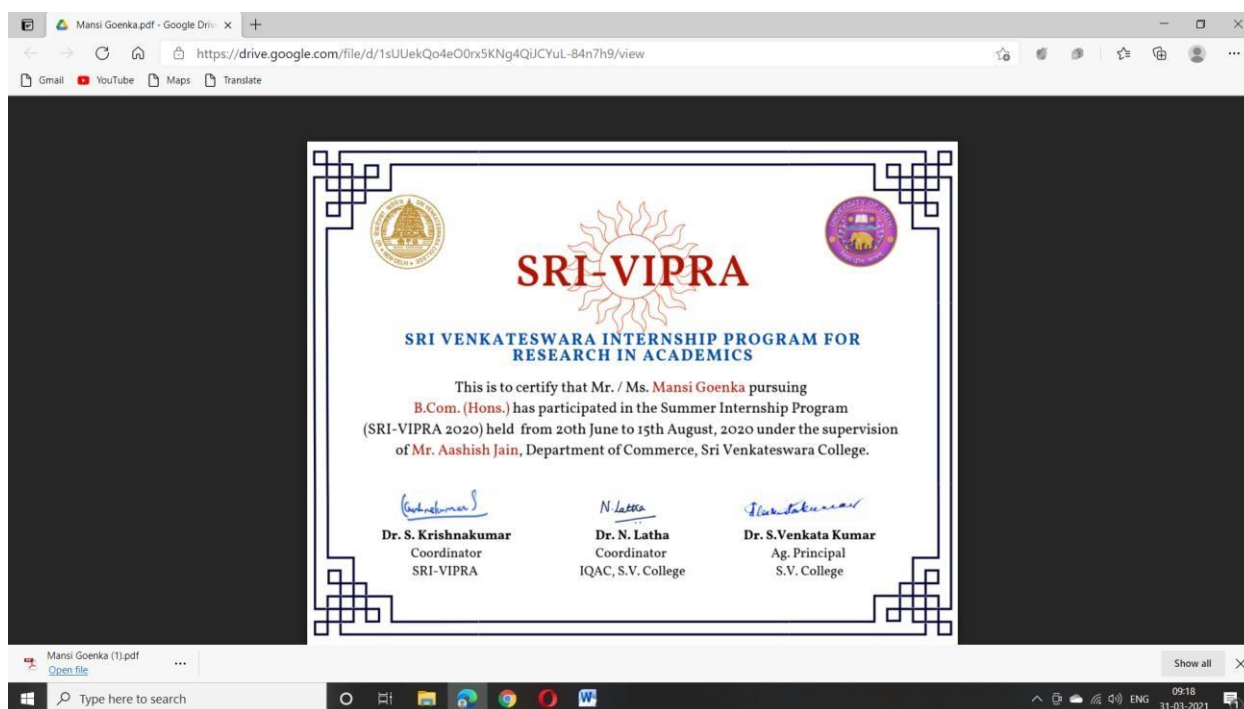 Mansi Goenka.pdf - Google Driv
https://drive.google.com/file/d/1sUUekQo4eO0rx5KNg4QiJCYuL-84n7h9/view
Gmail YouTube Maps Translate
UNIVERSITY OF DELHI
SRI-VIPRA
SRI VENKATESWARA INTERNSHIP PROGRAM FOR
RESEARCH IN ACADEMICS
This is to certify that Mr. / Ms. Mansi Goenka pursuing
B.Com. (Hons.) has participated in the Summer Internship Program
(SRI-VIPRA 2020) held from 20th June to 15th August, 2020 under the supervision
of Mr. Aashish Jain, Department of Commerce, Sri Venkateswara College.
N. Latha
Dr. S. Krishnakumar Dr. N. Latha Dr. S.Venkata Kumar
Coordinator Coordinator Ag. Principal
SRI-VIPRA IQAC, S.V. College S.V. College
Mansi Goenka (1).pdf
Open file
Show all
Type here to search
ENG
09:18
31-03-2021